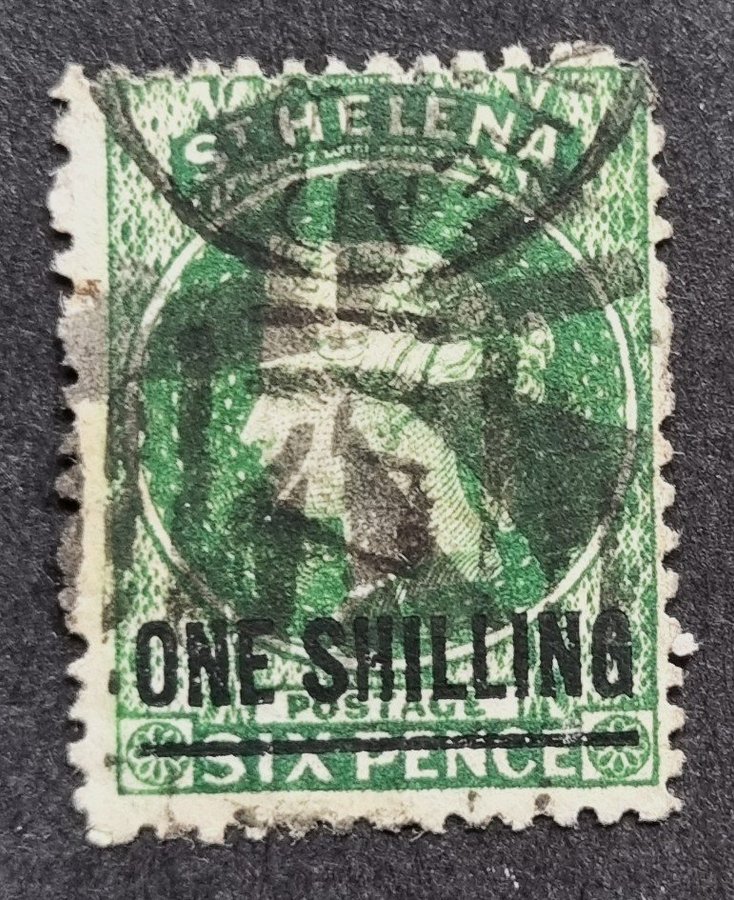 ST HELENA
ONE SHILLING
POSTAGE
SIX PENCE